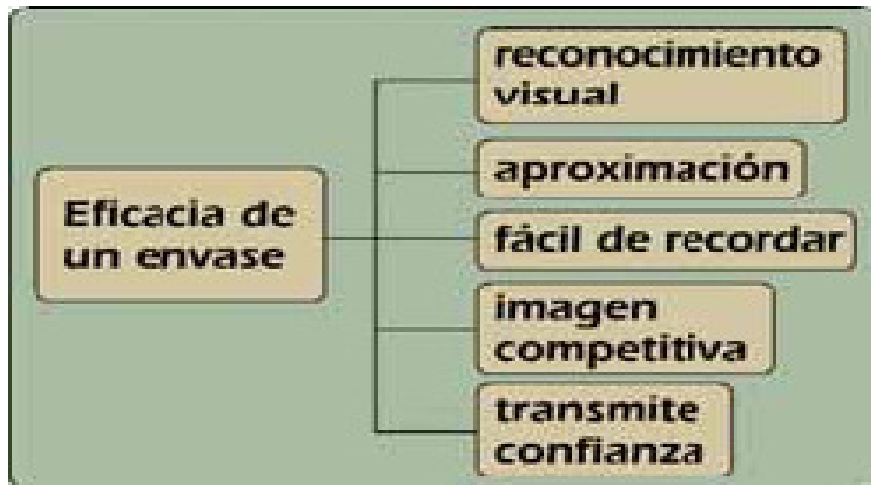 Eficacia de
un envase
reconocimiento
visual
aproximación
fácil de recordar
imagen
competitiva
transmite
confianza